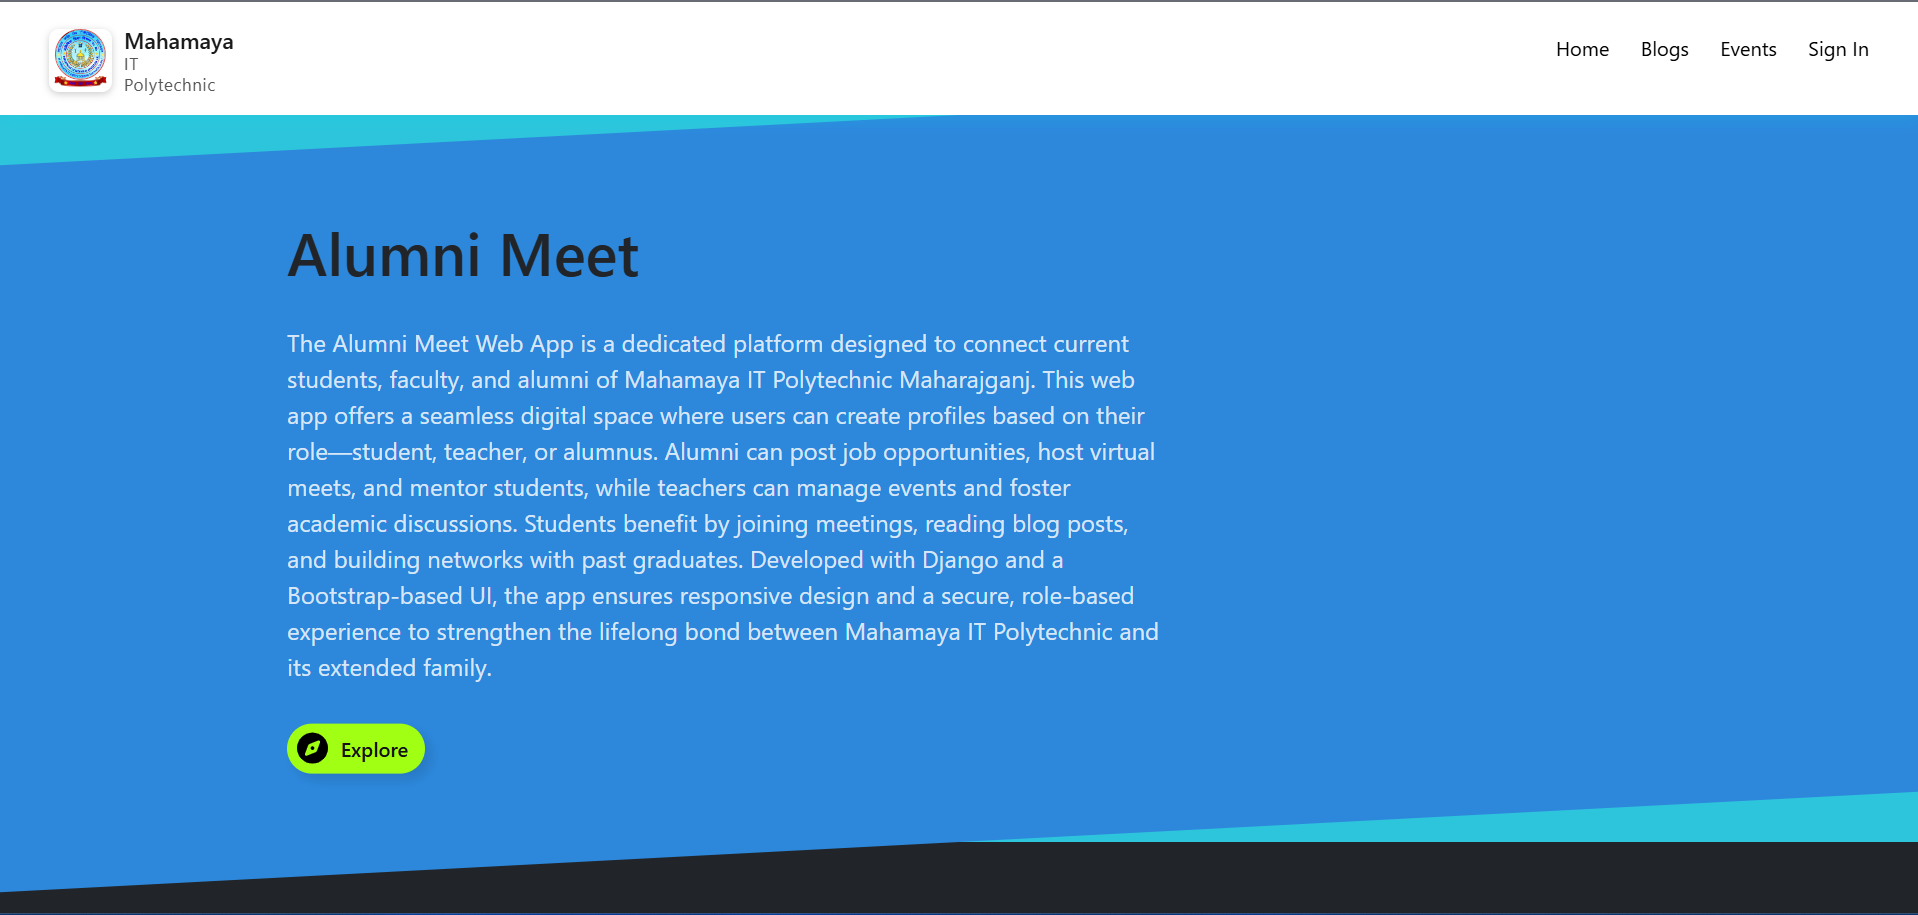 Mahamaya
IT
Polytechnic
Home Blogs Events Sign In
Alumni Meet
The Alumni Meet Web App is a dedicated platform designed to connect current
students, faculty, and alumni of Mahamaya IT Polytechnic Maharajganj. This web
app offers a seamless digital space where users can create profiles based on their
role—student, teacher, or alumnus. Alumni can post job opportunities, host virtual
meets, and mentor students, while teachers can manage events and foster
academic discussions. Students benefit by joining meetings, reading blog posts,
and building networks with past graduates. Developed with Django and a
Bootstrap-based UI, the app ensures responsive design and a secure, role-based
experience to strengthen the lifelong bond between Mahamaya IT Polytechnic and
its extended family.
Explore